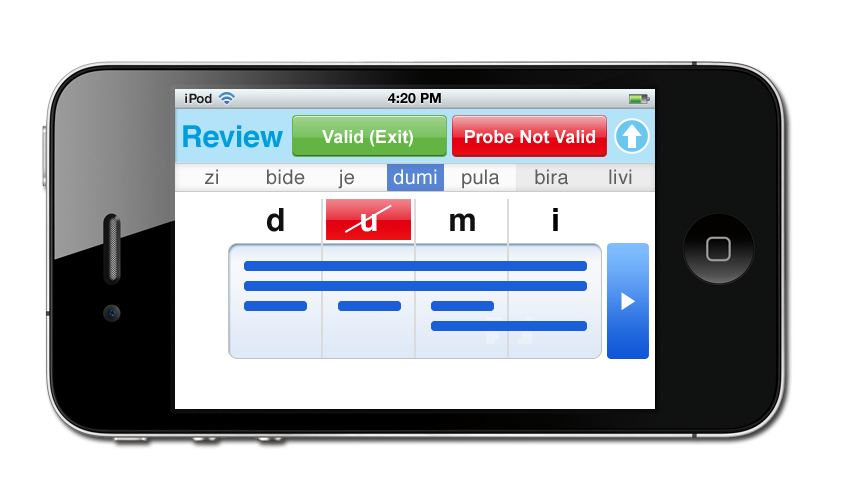 iPod 4:20 PM
Review Valid (Exit) Probe Not Valid
zi bide je dumi pula bira livi
d u m i